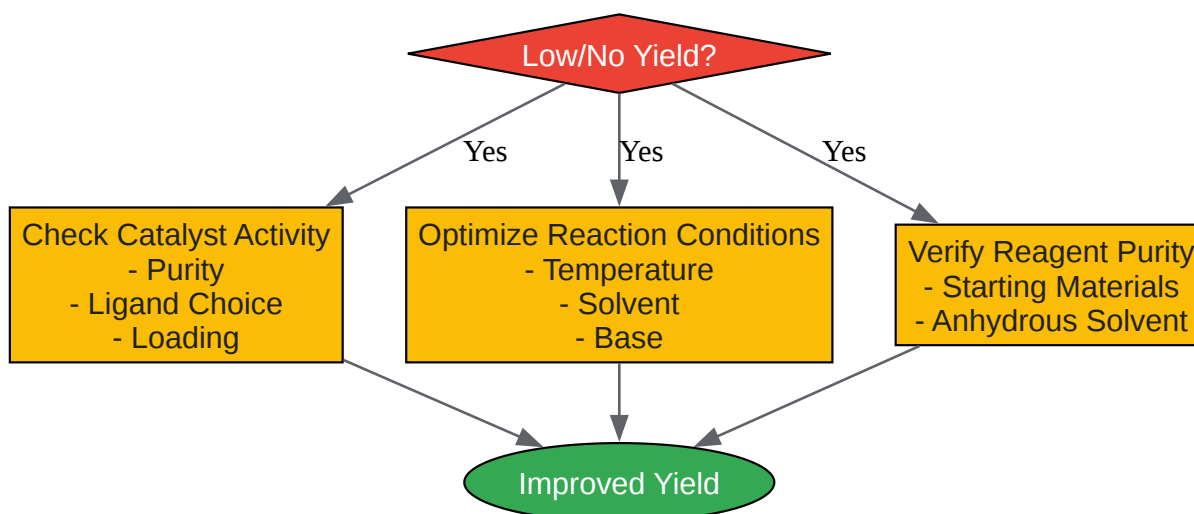 Low/No Yield?
Yes
Yes
Yes
Check Catalyst Activity
- Purity
- Ligand Choice
- Loading
Optimize Reaction Conditions
- Temperature
- Solvent
- Base
Verify Reagent Purity
- Starting Materials
- Anhydrous Solvent
Improved Yield